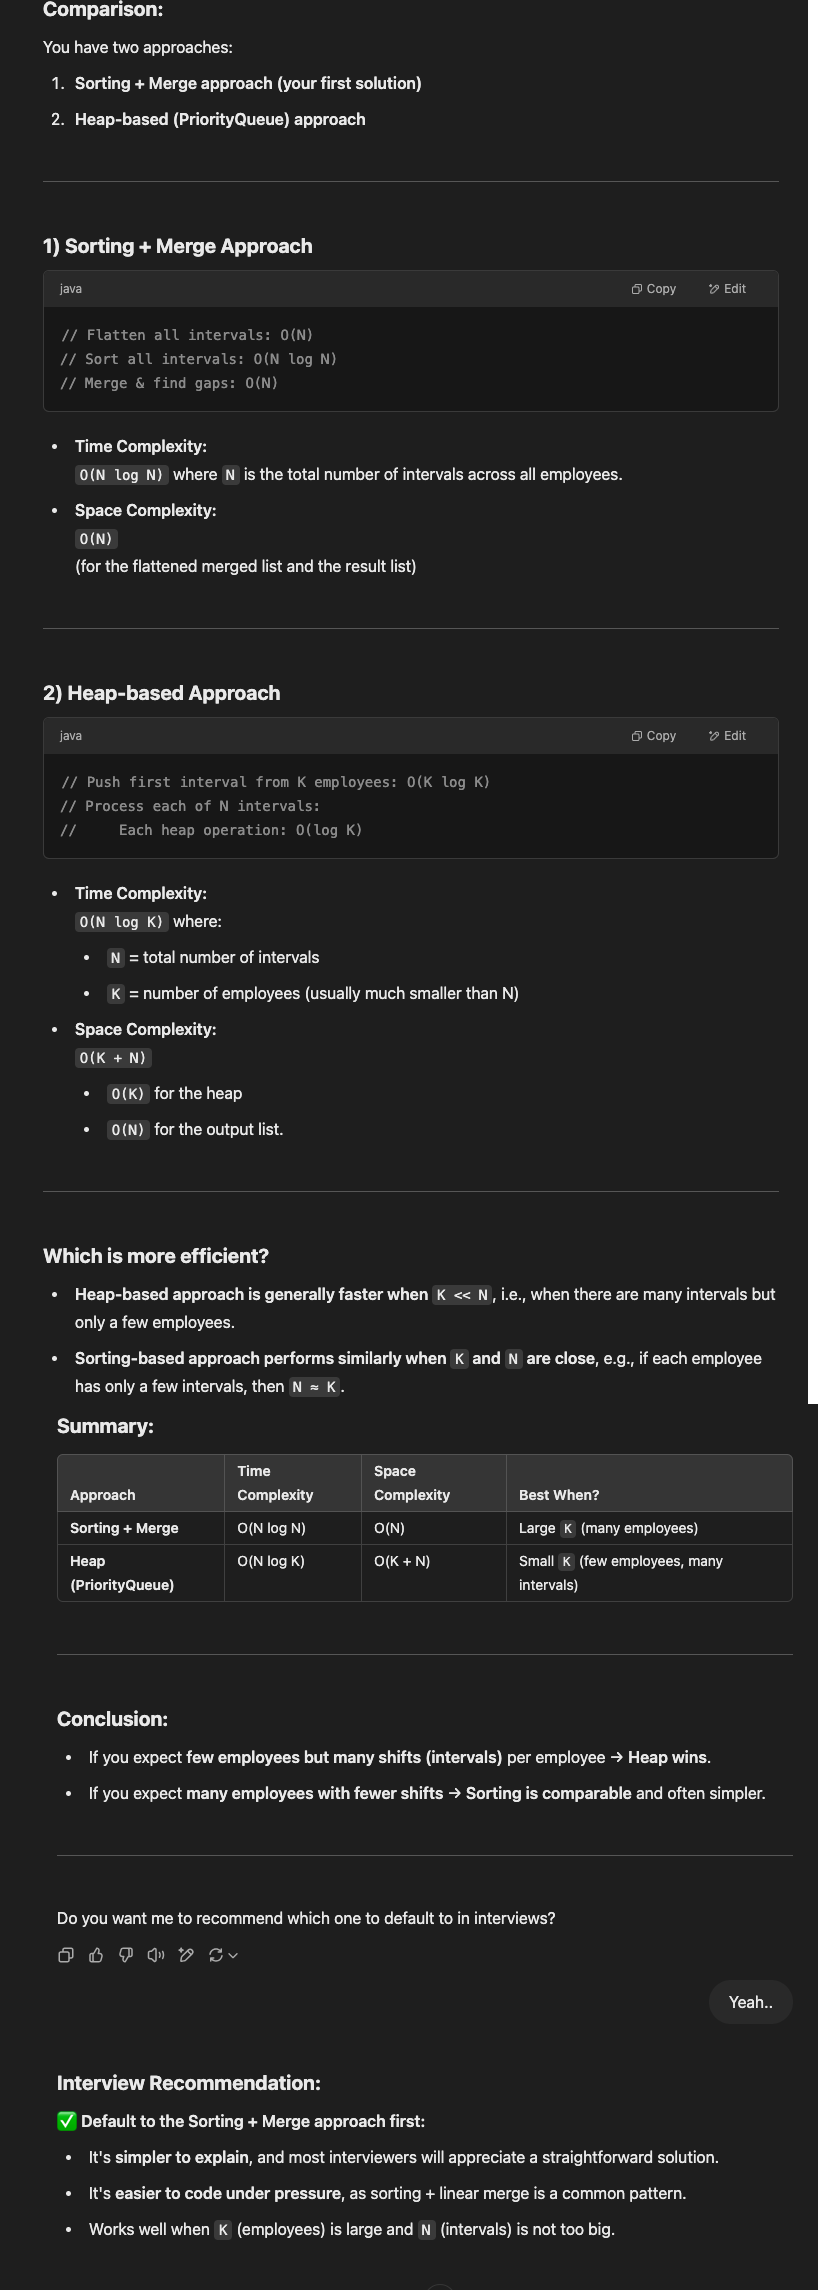 Comparison:
You have two approaches:
1. Sorting + Merge approach (your first solution)
2. Heap-based (PriorityQueue) approach
1) Sorting + Merge Approach
java Copy Edit
// Flatten all intervals: O(N)
// Sort all intervals: O(N log N)
// Merge & find gaps: O(N)
• Time Complexity:
O(N log N) where N is the total number of intervals across all employees.
• Space Complexity:
O(N)
(for the flattened merged list and the result list)
2) Heap-based Approach
java Copy Edit
// Push first interval from K employees: O(K log K)
// Process each of N intervals:
//     Each heap operation: O(log K)
• Time Complexity:
O(N log K) where:
• N = total number of intervals
• K = number of employees (usually much smaller than N)
• Space Complexity:
O(K + N)
• O(K) for the heap
• O(N) for the output list.
Which is more efficient?
• Heap-based approach is generally faster when K << N, i.e., when there are many intervals but
only a few employees.
• Sorting-based approach performs similarly when K and N are close, e.g., if each employee
has only a few intervals, then N ≈ K.
Summary:
Time Space
Approach Complexity Complexity Best When?
Sorting + Merge O(N log N) O(N) Large K (many employees)
Heap O(N log K) O(K + N) Small K (few employees, many
(PriorityQueue) intervals)
Conclusion:
• If you expect few employees but many shifts (intervals) per employee → Heap wins.
• If you expect many employees with fewer shifts → Sorting is comparable and often simpler.
Do you want me to recommend which one to default to in interviews?
Yeah..
Interview Recommendation:
✅ Default to the Sorting + Merge approach first:
• It's simpler to explain, and most interviewers will appreciate a straightforward solution.
• It's easier to code under pressure, as sorting + linear merge is a common pattern.
• Works well when K (employees) is large and N (intervals) is not too big.